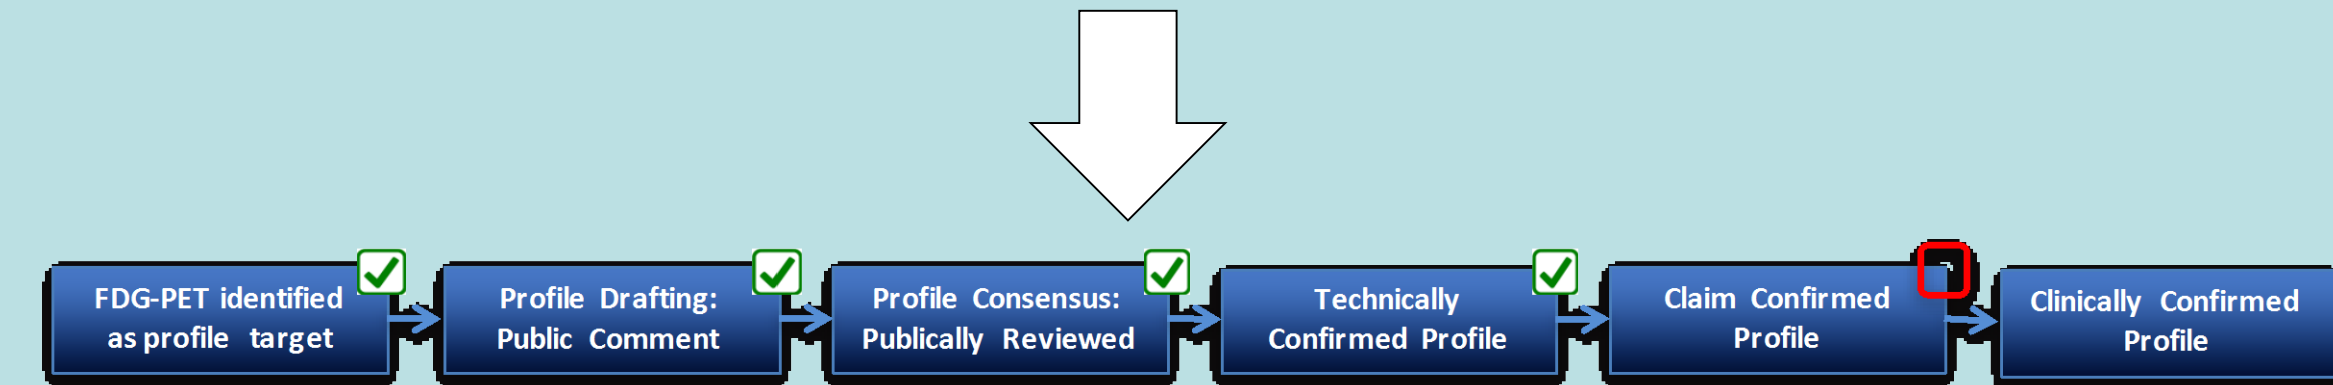 FDG-PET identified
as profile target
Profile Drafting:
Public Comment
Profile Consensus:
Publically Reviewed
Technically
Confirmed Profile
Claim Confirmed
Profile
Clinically Confirmed
Profile